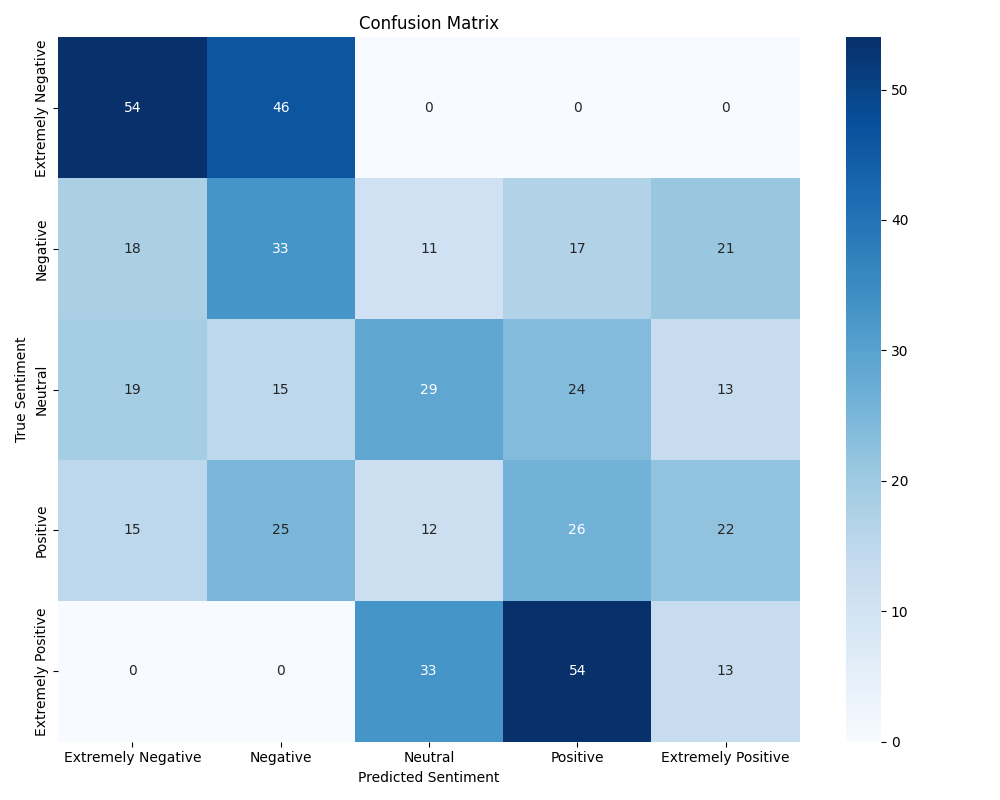 Confusion Matrix
True Sentiment
Extremely Negative
54 46 0 0 0
Negative
18 33 11 17 21
Neutral
19 15 29 24 13
Positive
15 25 12 26 22
Extremely Positive
0 0 33 54 13
Extremely Negative Negative Neutral Positive Extremely Positive
Predicted Sentiment
50
40
30
20
10
0